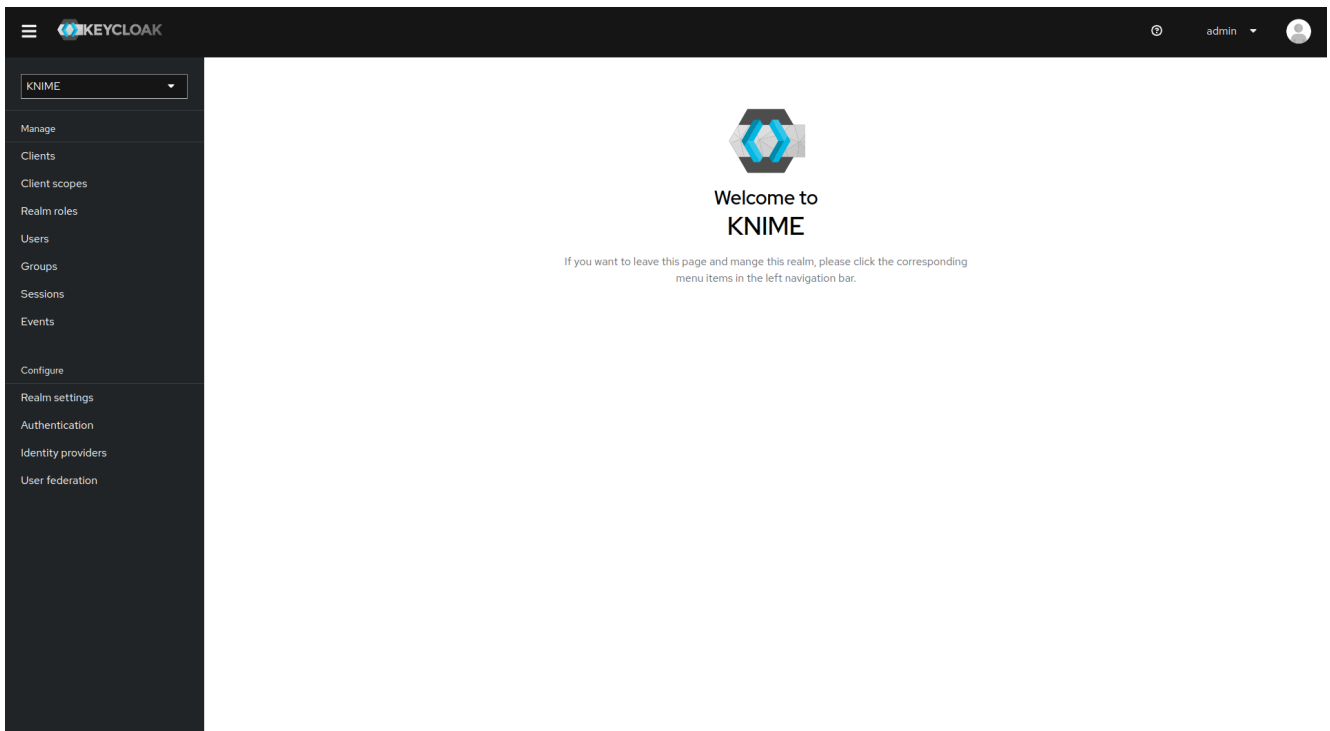 KEYCLOAK
admin
KNIME
Manage
Clients
Client scopes
Realm roles
Users
Groups
Sessions
Events
Configure
Realm settings
Authentication
Identity providers
User federation
Welcome to
KNIME
If you want to leave this page and mange this realm, please click the corresponding
menu items in the left navigation bar.